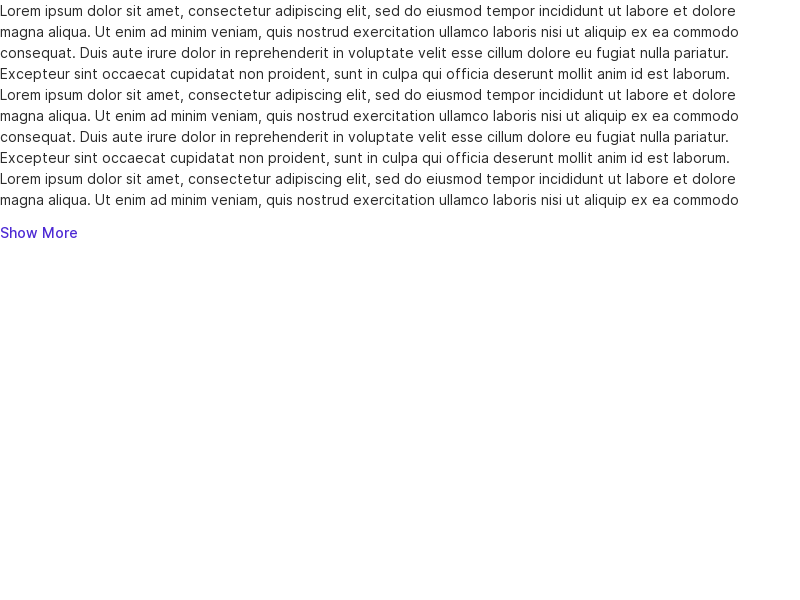 Lorem ipsum dolor sit amet, consectetur adipiscing elit, sed do eiusmod tempor incididunt ut labore et dolore
magna aliqua. Ut enim ad minim veniam, quis nostrud exercitation ullamco laboris nisi ut aliquip ex ea commodo
consequat. Duis aute irure dolor in reprehenderit in voluptate velit esse cillum dolore eu fugiat nulla pariatur.
Excepteur sint occaecat cupidatat non proident, sunt in culpa qui officia deserunt mollit anim id est laborum.
Lorem ipsum dolor sit amet, consectetur adipiscing elit, sed do eiusmod tempor incididunt ut labore et dolore
magna aliqua. Ut enim ad minim veniam, quis nostrud exercitation ullamco laboris nisi ut aliquip ex ea commodo
consequat. Duis aute irure dolor in reprehenderit in voluptate velit esse cillum dolore eu fugiat nulla pariatur.
Excepteur sint occaecat cupidatat non proident, sunt in culpa qui officia deserunt mollit anim id est laborum.
Lorem ipsum dolor sit amet, consectetur adipiscing elit, sed do eiusmod tempor incididunt ut labore et dolore
magna aliqua. Ut enim ad minim veniam, quis nostrud exercitation ullamco laboris nisi ut aliquip ex ea commodo
Show More